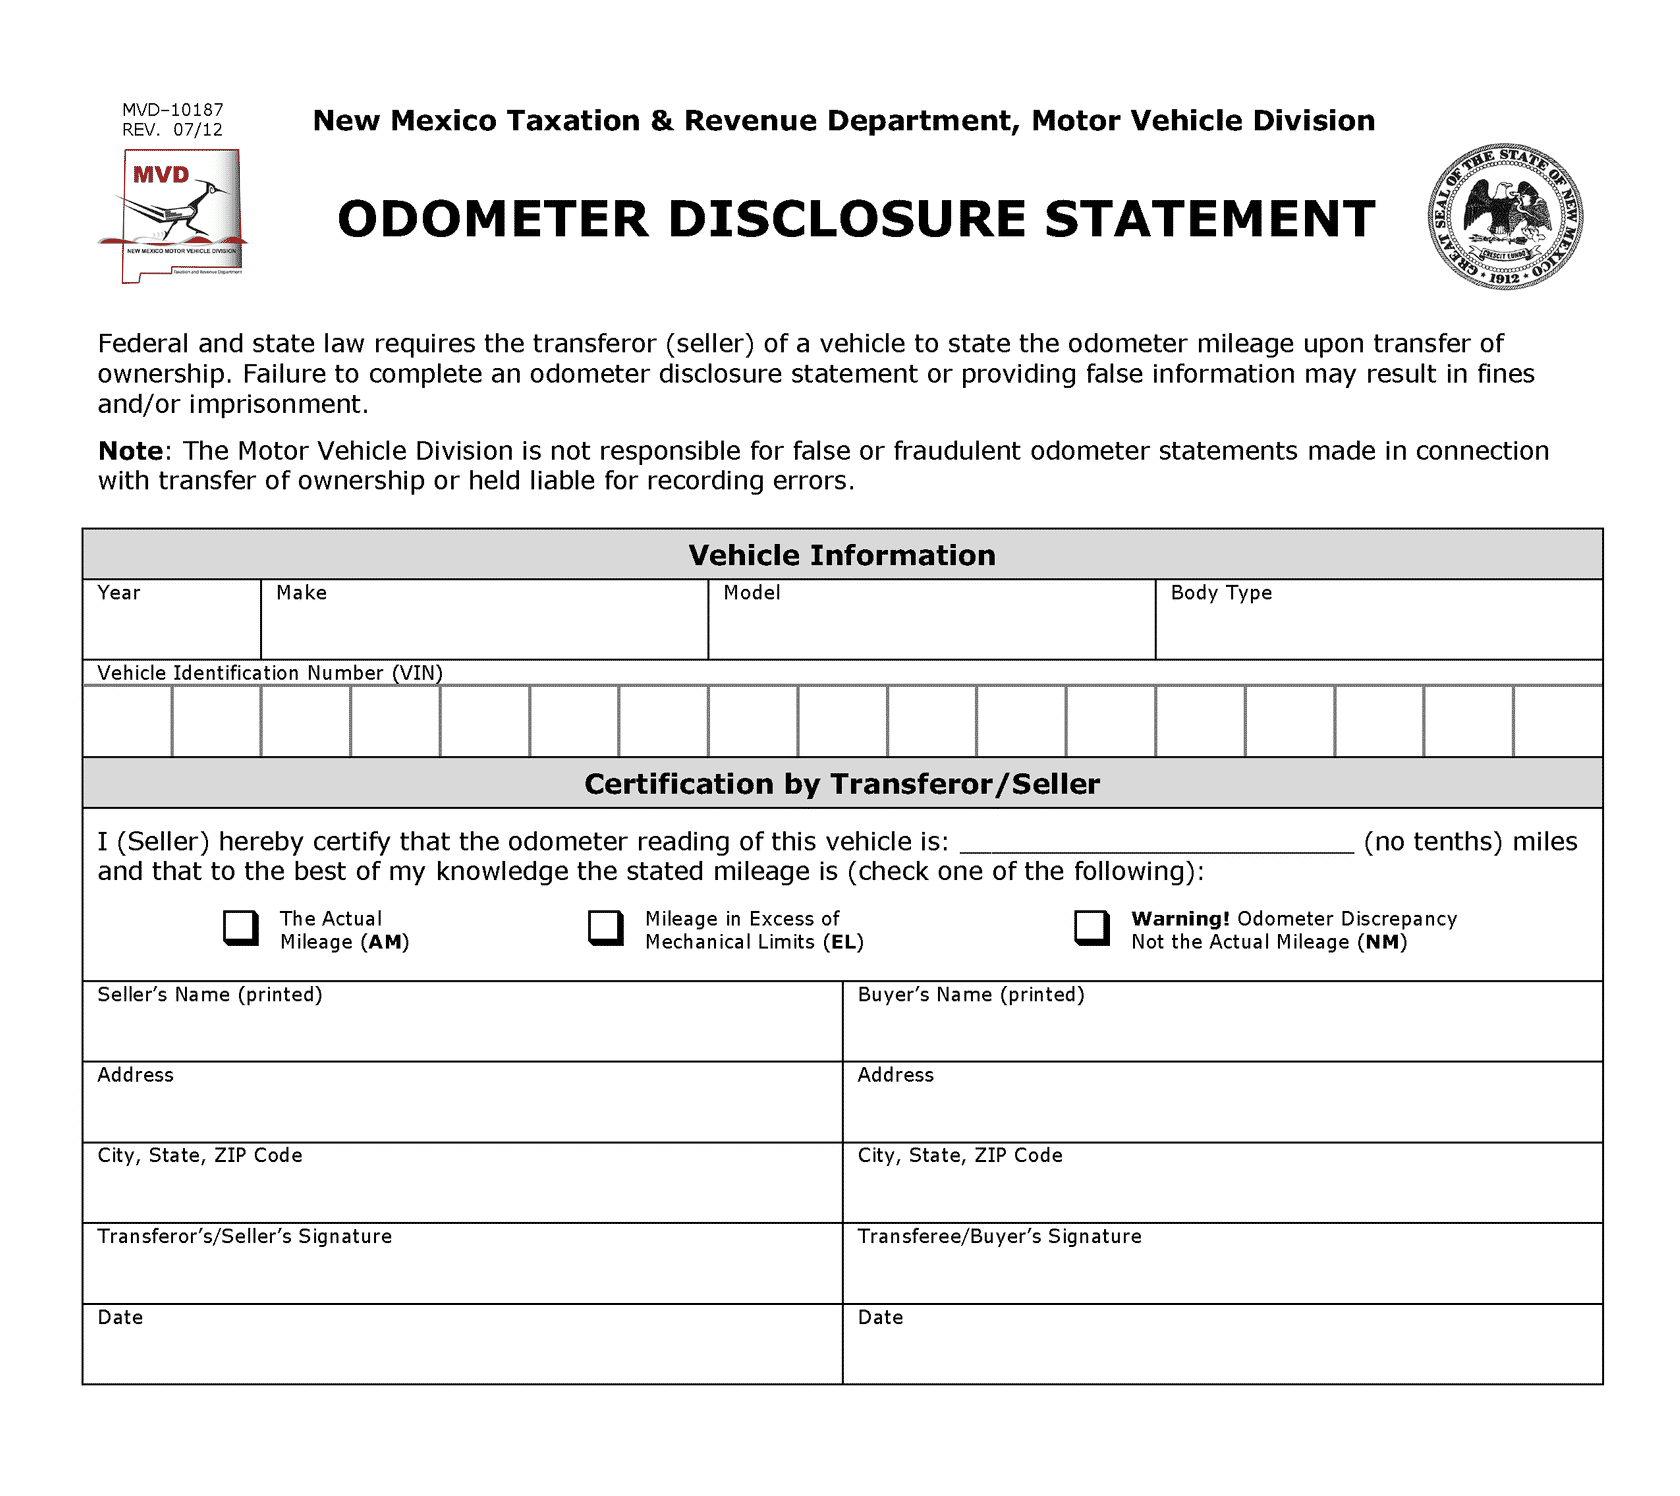 MVD–10187
REV. 07/12
New Mexico Taxation & Revenue Department, Motor Vehicle Division
MVD
NEW MEXICO MOTOR VEHICLE DIVISION
Taxation and Revenue Department
ODOMETER DISCLOSURE STATEMENT
GREAT SEAL OF THE STATE OF NEW MEXICO
CRESCIT EUNDO
1912
Federal and state law requires the transferor (seller) of a vehicle to state the odometer mileage upon transfer of
ownership. Failure to complete an odometer disclosure statement or providing false information may result in fines
and/or imprisonment.
Note: The Motor Vehicle Division is not responsible for false or fraudulent odometer statements made in connection
with transfer of ownership or held liable for recording errors.
Vehicle Information
Year Make Model Body Type
Vehicle Identification Number (VIN)
Certification by Transferor/Seller
I (Seller) hereby certify that the odometer reading of this vehicle is: ____________________________ (no tenths) miles
and that to the best of my knowledge the stated mileage is (check one of the following):
The Actual
Mileage (AM)
Mileage in Excess of
Mechanical Limits (EL)
Warning! Odometer Discrepancy
Not the Actual Mileage (NM)
Seller’s Name (printed) Buyer’s Name (printed)
Address Address
City, State, ZIP Code City, State, ZIP Code
Transferor’s/Seller’s Signature Transferee/Buyer’s Signature
Date Date